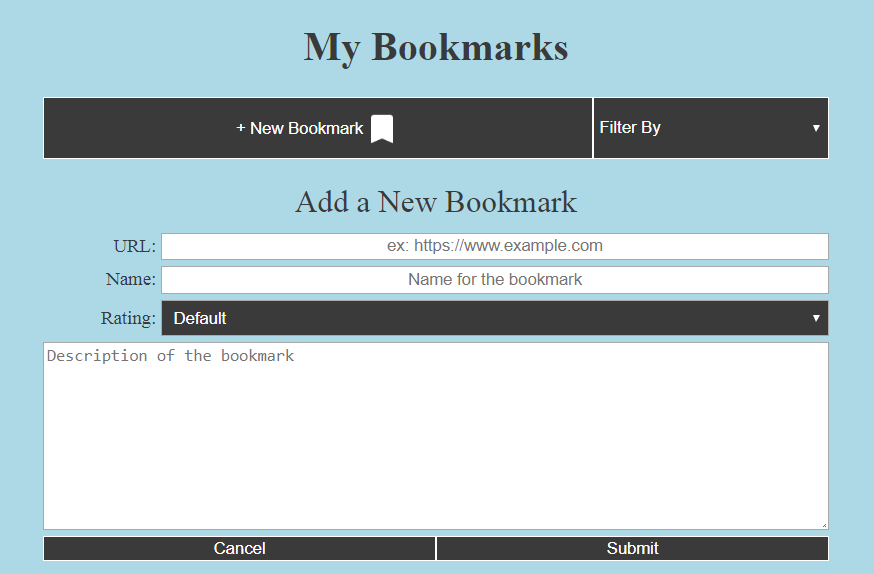 My Bookmarks
+ New Bookmark Filter By
Add a New Bookmark
URL: ex: https://www.example.com
Name: Name for the bookmark
Rating: Default
Description of the bookmark
Cancel Submit